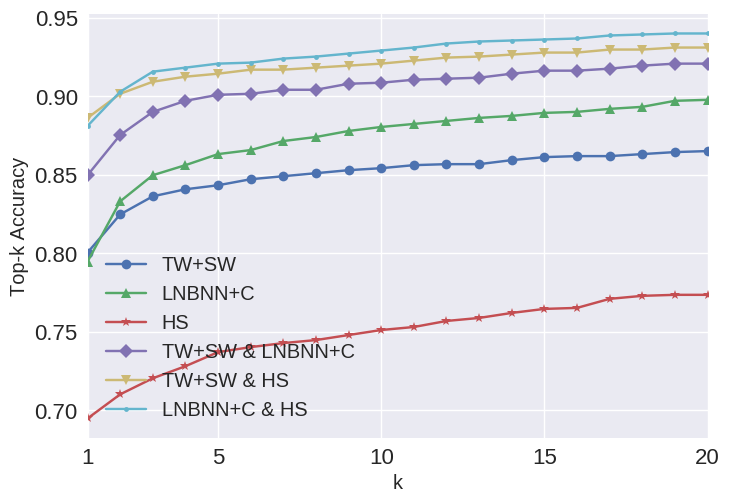 0.95
0.90
0.85
0.80
0.75
0.70
Top-k Accuracy
TW+SW
LNBNN+C
HS
TW+SW & LNBNN+C
TW+SW & HS
LNBNN+C & HS
1 5 10 15 20
k